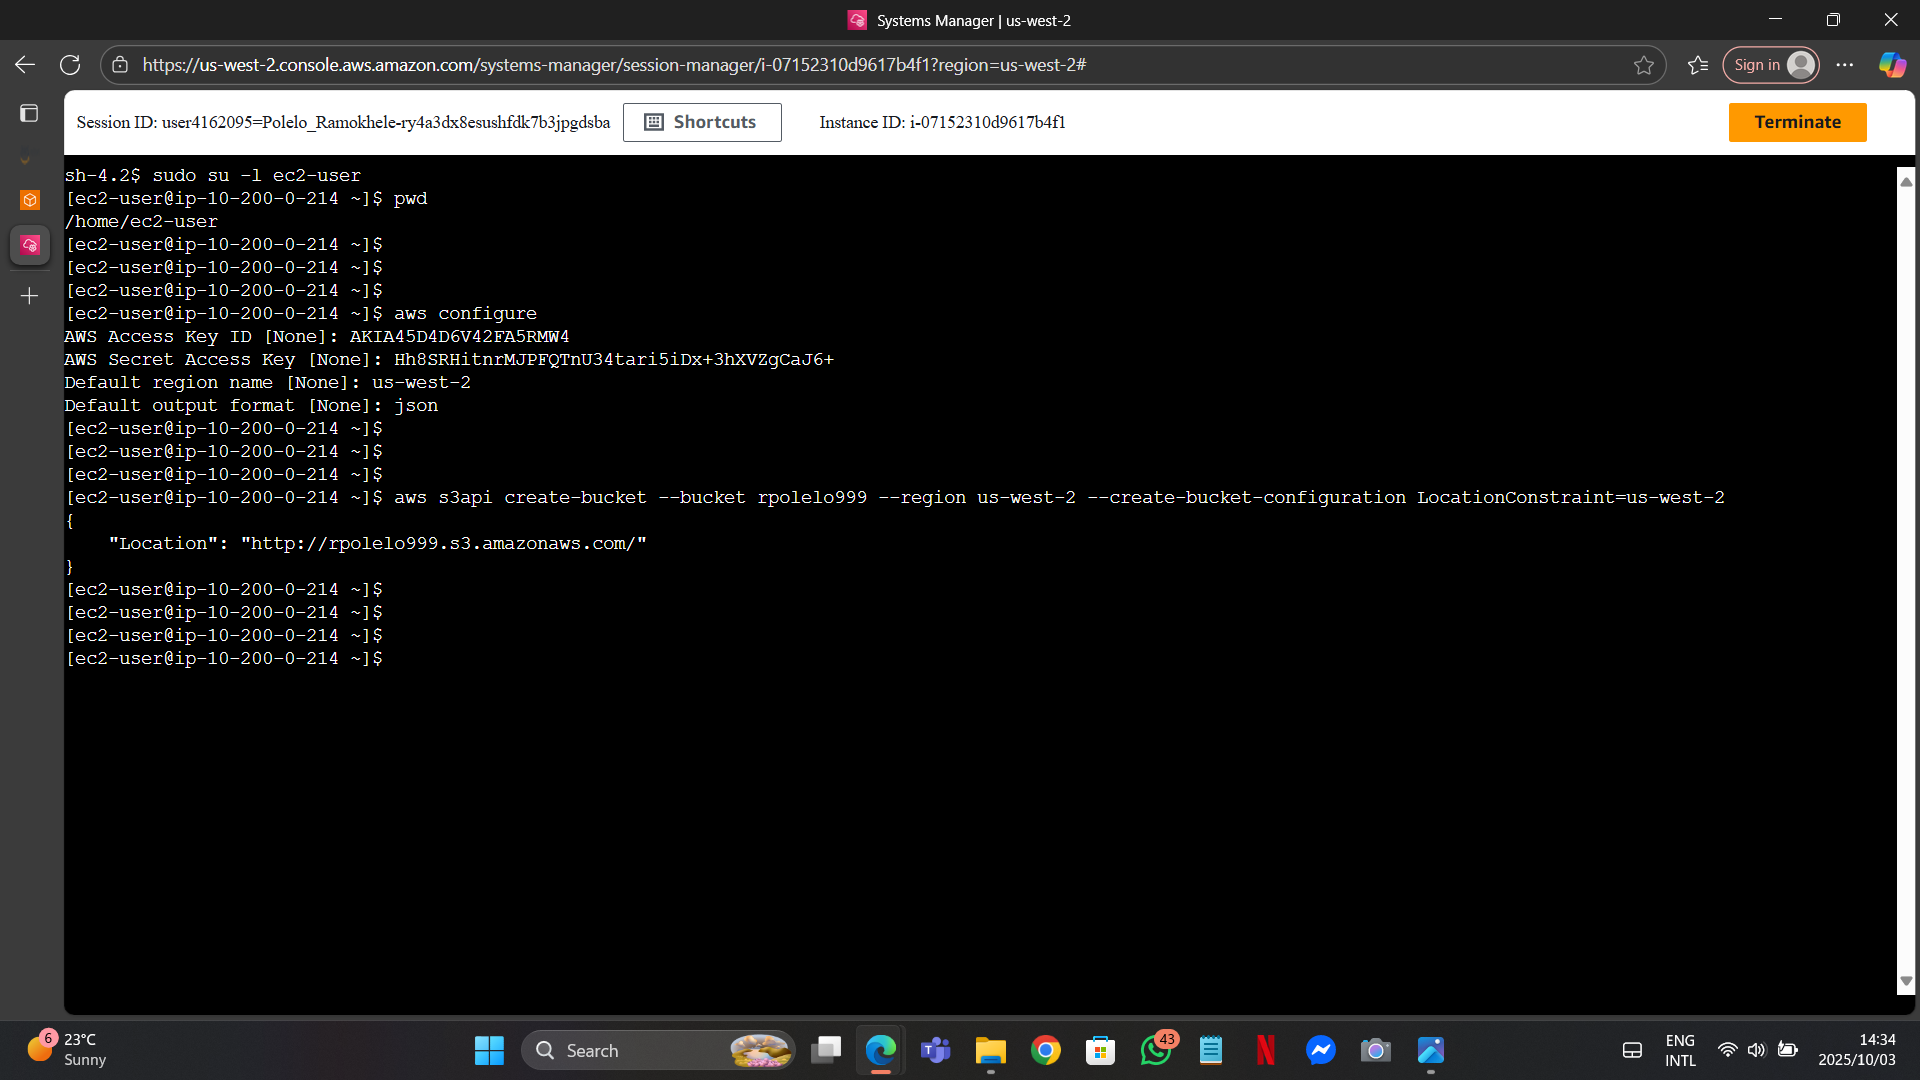 Systems Manager | us-west-2
https://us-west-2.console.aws.amazon.com/systems-manager/session-manager/i-07152310d9617b4f1?region=us-west-2#
Sign in
Session ID: user4162095=Polelo_Ramokhele-ry4a3dx8esushfdk7b3jpgdsba
Shortcuts
Instance ID: i-07152310d9617b4f1
Terminate
sh-4.2$ sudo su -l ec2-user
[ec2-user@ip-10-200-0-214 ~]$ pwd
/home/ec2-user
[ec2-user@ip-10-200-0-214 ~]$
[ec2-user@ip-10-200-0-214 ~]$
[ec2-user@ip-10-200-0-214 ~]$
[ec2-user@ip-10-200-0-214 ~]$ aws configure
AWS Access Key ID [None]: AKIA45D4D6V42FA5RMW4
AWS Secret Access Key [None]: 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
Default region name [None]: us-west-2
Default output format [None]: json
[ec2-user@ip-10-200-0-214 ~]$
[ec2-user@ip-10-200-0-214 ~]$
[ec2-user@ip-10-200-0-214 ~]$
[ec2-user@ip-10-200-0-214 ~]$ aws s3api create-bucket --bucket rpolelo999 --region us-west-2 --create-bucket-configuration LocationConstraint=us-west-2
{
    "Location": "http://rpolelo999.s3.amazonaws.com/"
}
[ec2-user@ip-10-200-0-214 ~]$
[ec2-user@ip-10-200-0-214 ~]$
[ec2-user@ip-10-200-0-214 ~]$
[ec2-user@ip-10-200-0-214 ~]$
6
23°C
Sunny
Search
43
ENG
INTL
14:34
2025/10/03